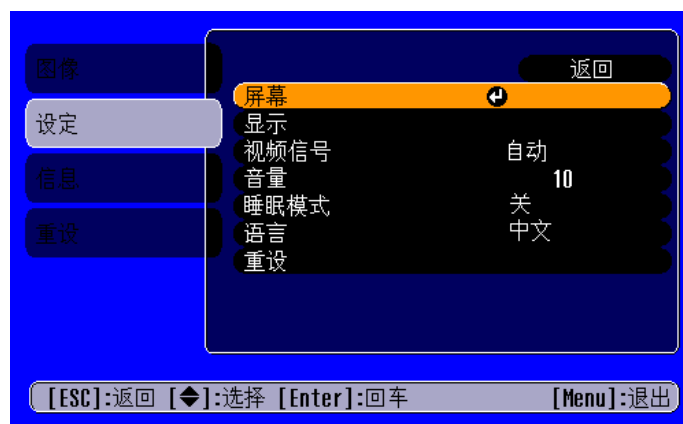 图像
设定
信息
重设
返回
屏幕
显示
视频信号 自动
音量 10
睡眠模式 关
语言 中文
重设
[ESC]:返回 [◆]:选择 [Enter]:回车 [Menu]:退出